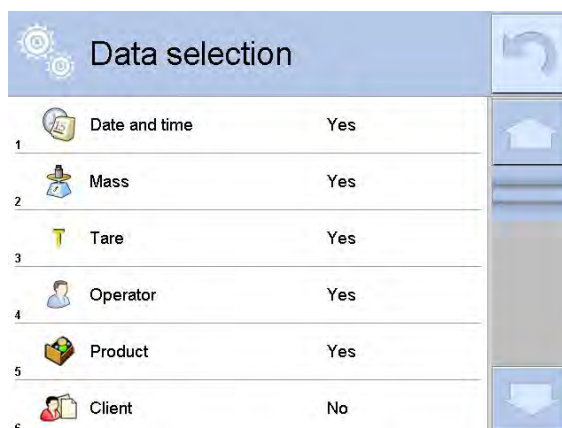 Data selection
1 Date and time Yes
2 Mass Yes
3 T Tare Yes
4 Operator Yes
5 Product Yes
6 Client No